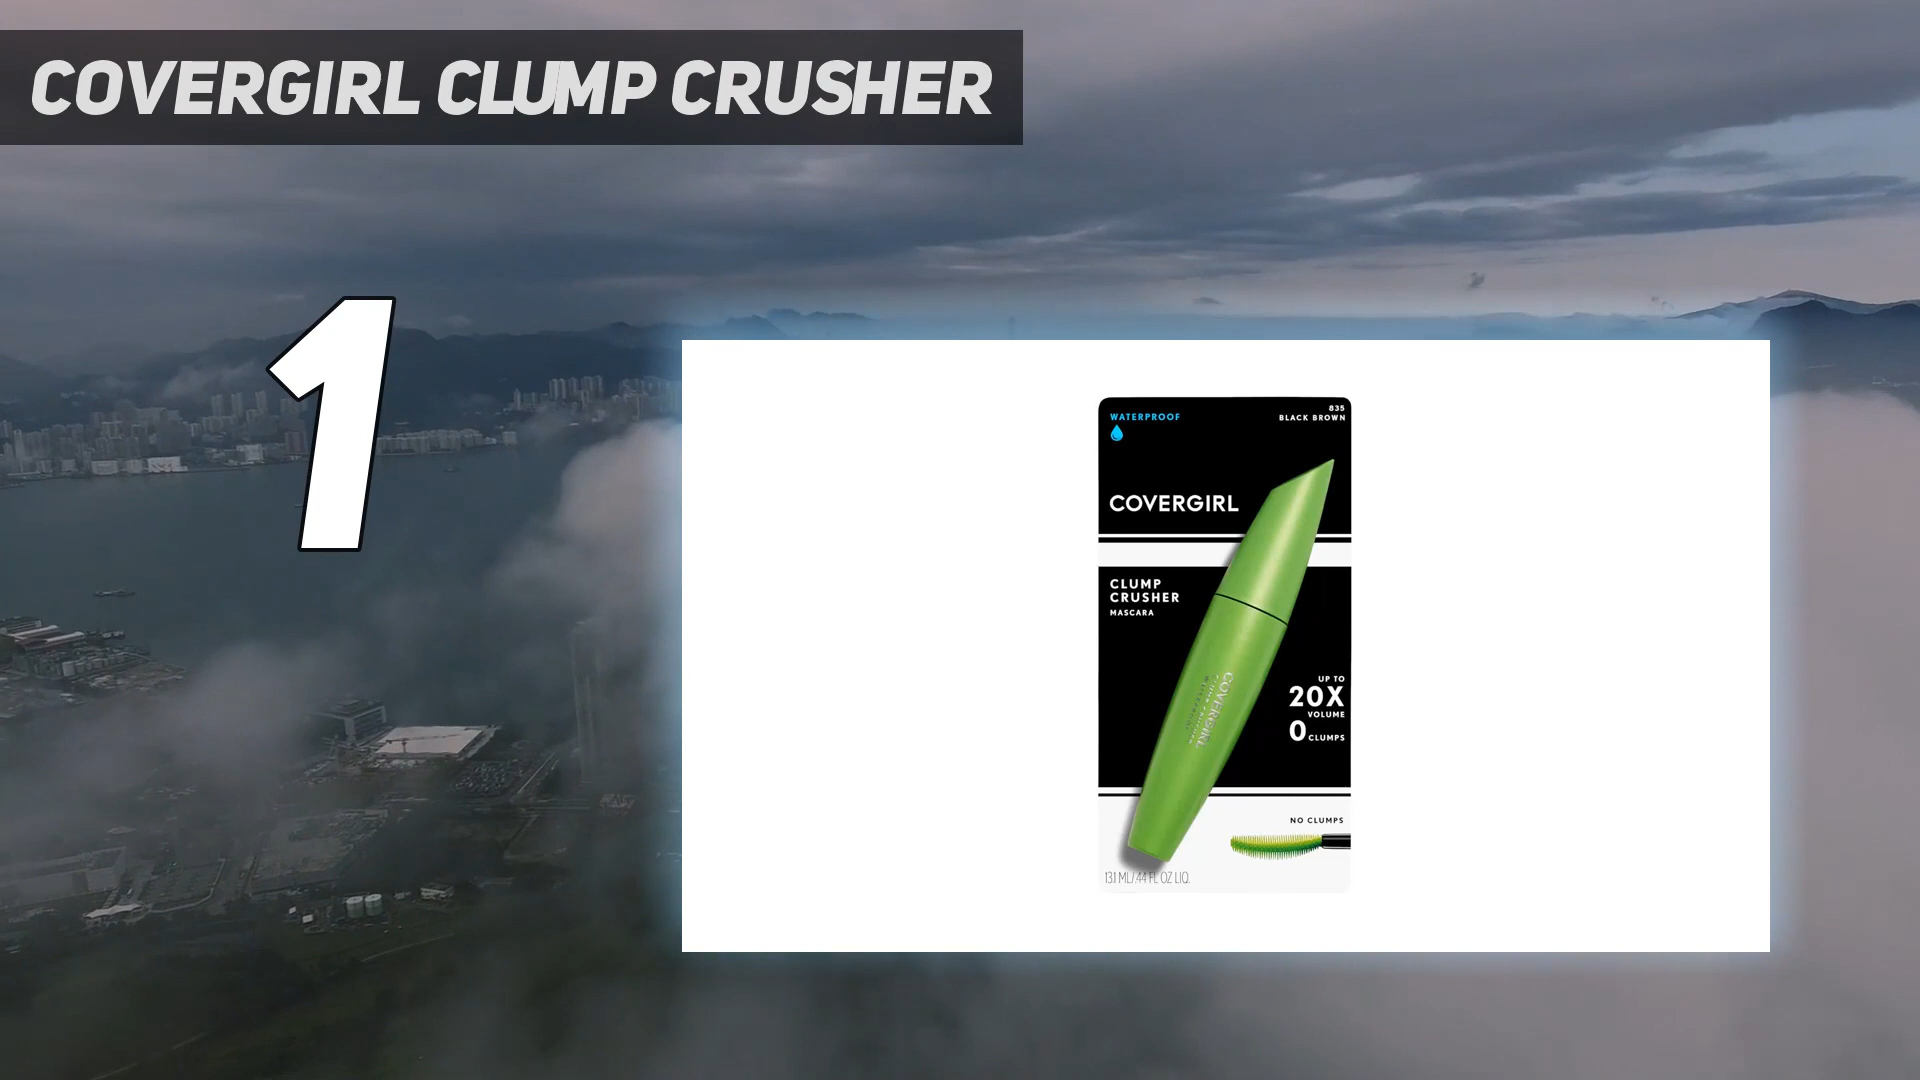 COVERGIRL CLUMP CRUSHER
1
WATERPROOF
835
BLACK BROWN
COVERGIRL
CLUMP
CRUSHER
MASCARA
UP TO
20X
VOLUME
0 CLUMPS
COVERGIRL
NO CLUMPS
13.1 ML/.44 FL OZ LIQ.